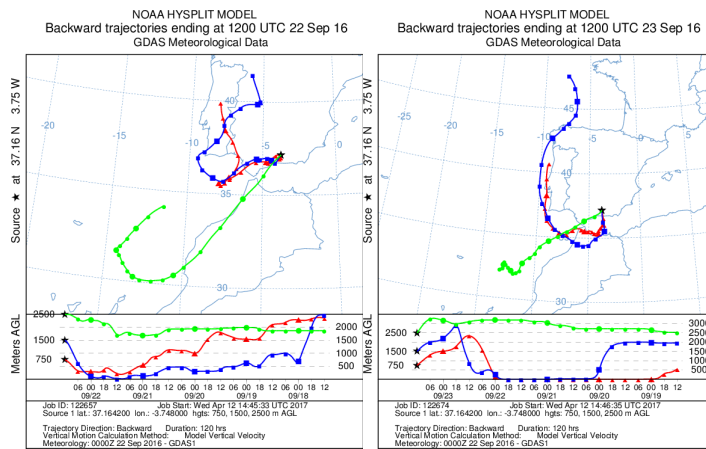 NOAA HYSPLIT MODEL
Backward trajectories ending at 1200 UTC 22 Sep 16
GDAS Meteorological Data
Source ★ at 37.16 N 3.75 W
-20
-15
-10
-5
0
40
35
30
Meters AGL
2500
1500
750
2000
1500
1000
500
06 00 18 12 06 00 18 12 06 00 18 12 06 00 18 12 06 00 18 12
09/22 09/21 09/20 09/19 09/18
Job ID: 122657 Job Start: Wed Apr 12 14:45:33 UTC 2017
Source 1 lat.: 37.164200 lon.: -3.748000 hgts: 750, 1500, 2500 m AGL
Trajectory Direction: Backward Duration: 120 hrs
Vertical Motion Calculation Method: Model Vertical Velocity
Meteorology: 0000Z 22 Sep 2016 - GDAS1
NOAA HYSPLIT MODEL
Backward trajectories ending at 1200 UTC 23 Sep 16
GDAS Meteorological Data
Source ★ at 37.16 N 3.75 W
-25
-20
-15
-10
-5
0
45
40
35
30
Meters AGL
2500
1500
750
3000
2500
2000
1500
1000
500
06 00 18 12 06 00 18 12 06 00 18 12 06 00 18 12 06 00 18 12
09/23 09/22 09/21 09/20 09/19
Job ID: 122674 Job Start: Wed Apr 12 14:46:35 UTC 2017
Source 1 lat.: 37.164200 lon.: -3.748000 hgts: 750, 1500, 2500 m AGL
Trajectory Direction: Backward Duration: 120 hrs
Vertical Motion Calculation Method: Model Vertical Velocity
Meteorology: 0000Z 22 Sep 2016 - GDAS1